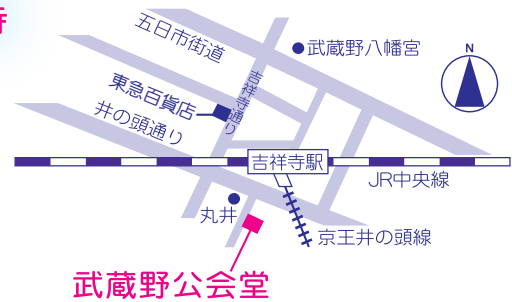 五日市街道
武蔵野八幡宮
N
東急百貨店
吉祥寺通り
井の頭通り
吉祥寺駅
JR中央線
丸井
京王井の頭線
武蔵野公会堂